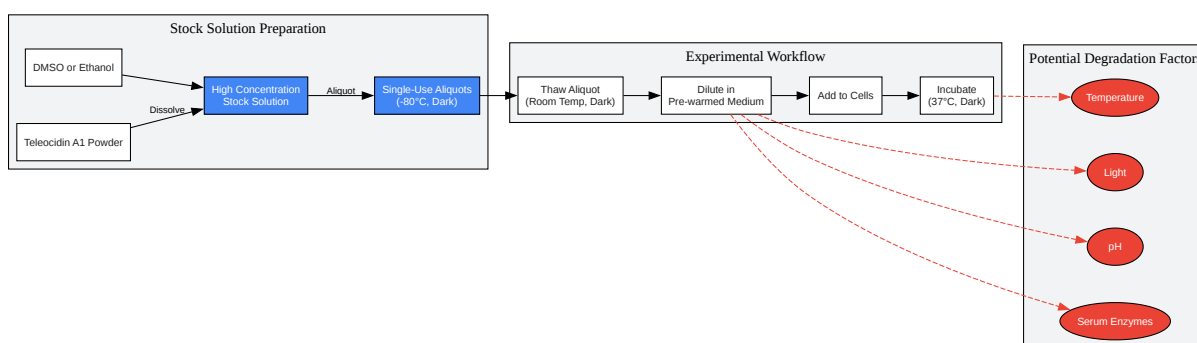 Stock Solution Preparation
DMSO or Ethanol
Teleocidin A1 Powder
Dissolve
High Concentration
Stock Solution
Aliquot
Single-Use Aliquots
(-80°C, Dark)
Experimental Workflow
Thaw Aliquot
(Room Temp, Dark)
Dilute in
Pre-warmed Medium
Add to Cells
Incubate
(37°C, Dark)
Potential Degradation Factors
Temperature
Light
pH
Serum Enzymes